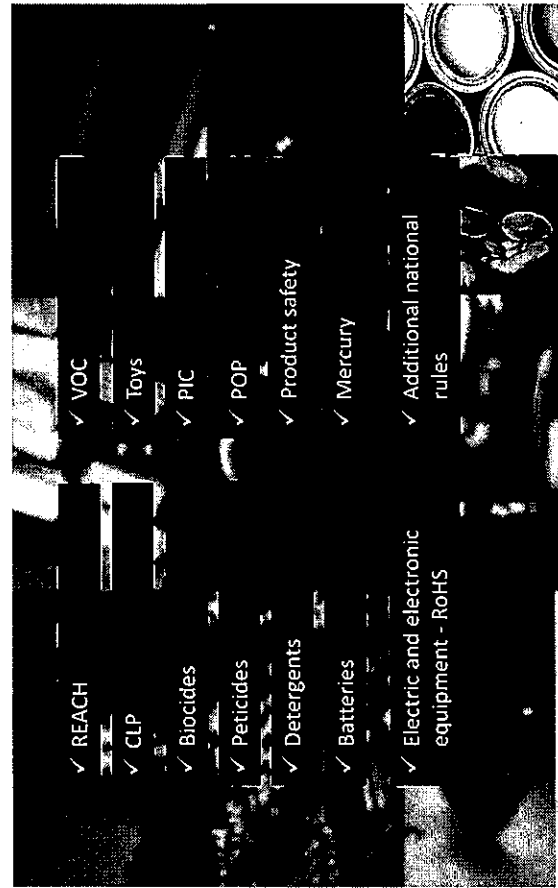 ✓ REACH
✓ CLP
✓ Biocides
✓ Peticides
✓ Detergents
✓ Batteries
✓ Electric and electronic
equipment - RoHS
✓ VOC
✓ Toys
✓ PIC
✓ POP
✓ Product safety
✓ Mercury
✓ Additional national
rules